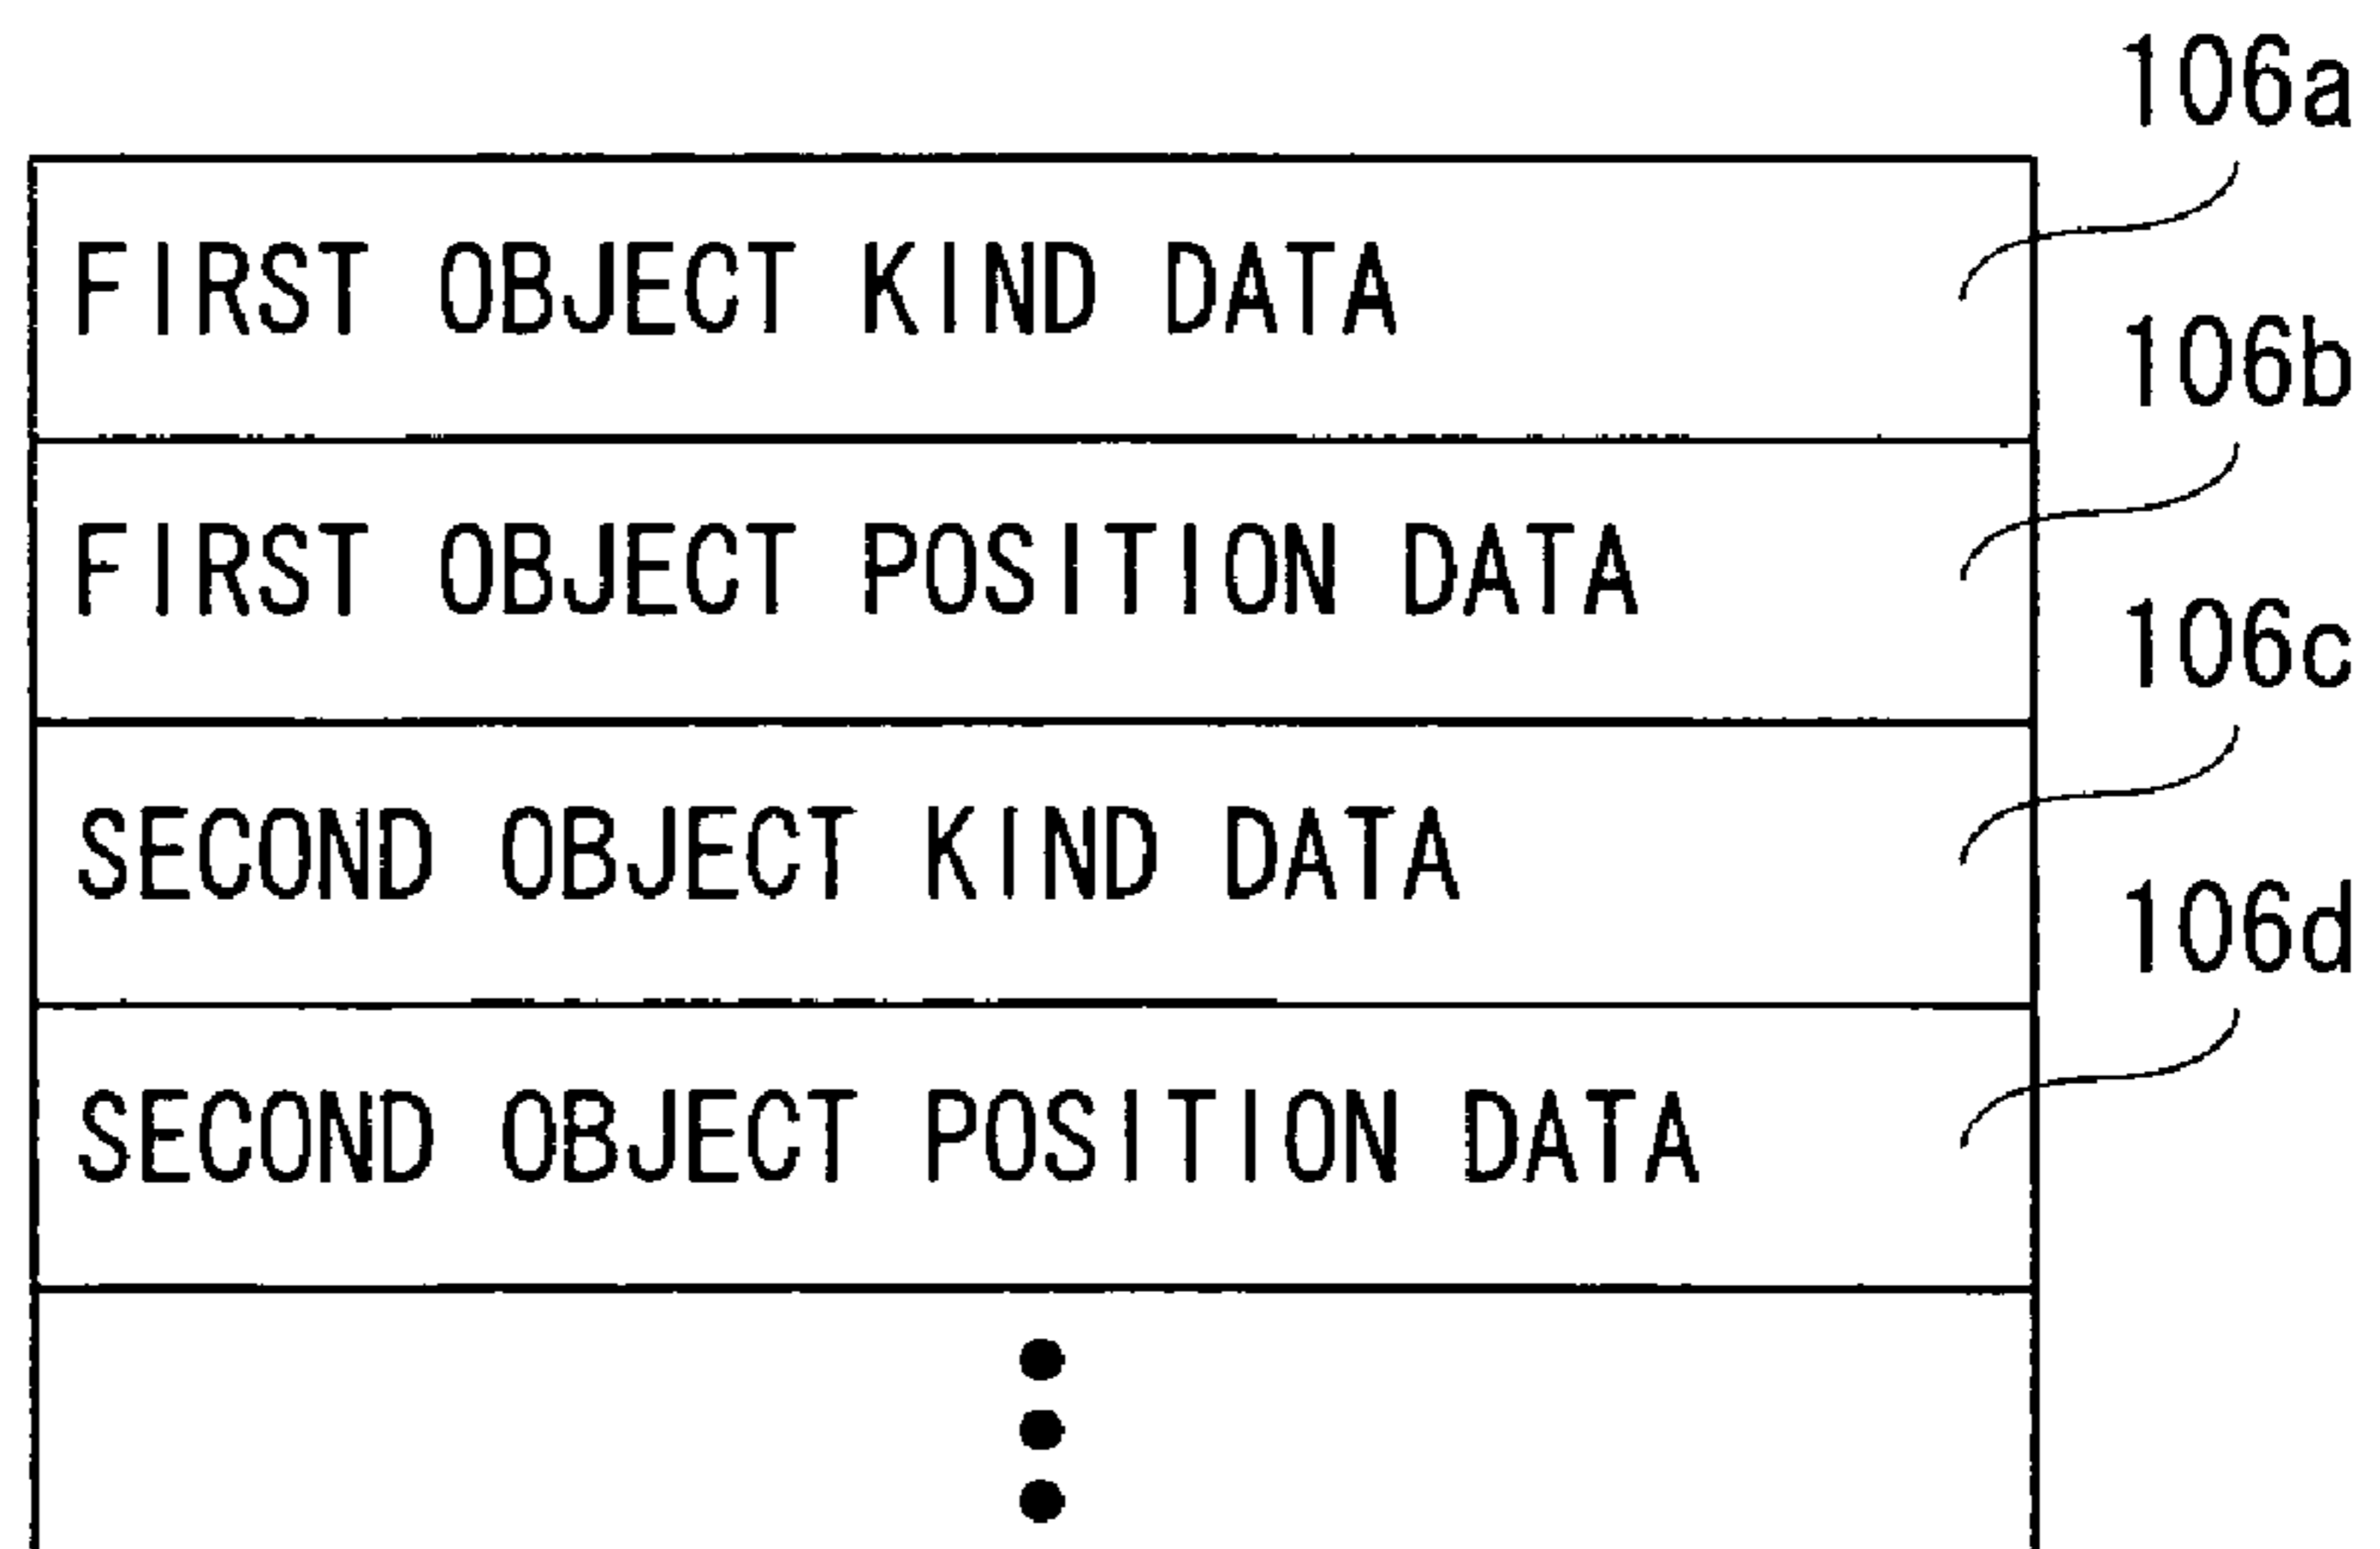 106a
FIRST OBJECT KIND DATA
106b
FIRST OBJECT POSITION DATA
106c
SECOND OBJECT KIND DATA
106d
SECOND OBJECT POSITION DATA